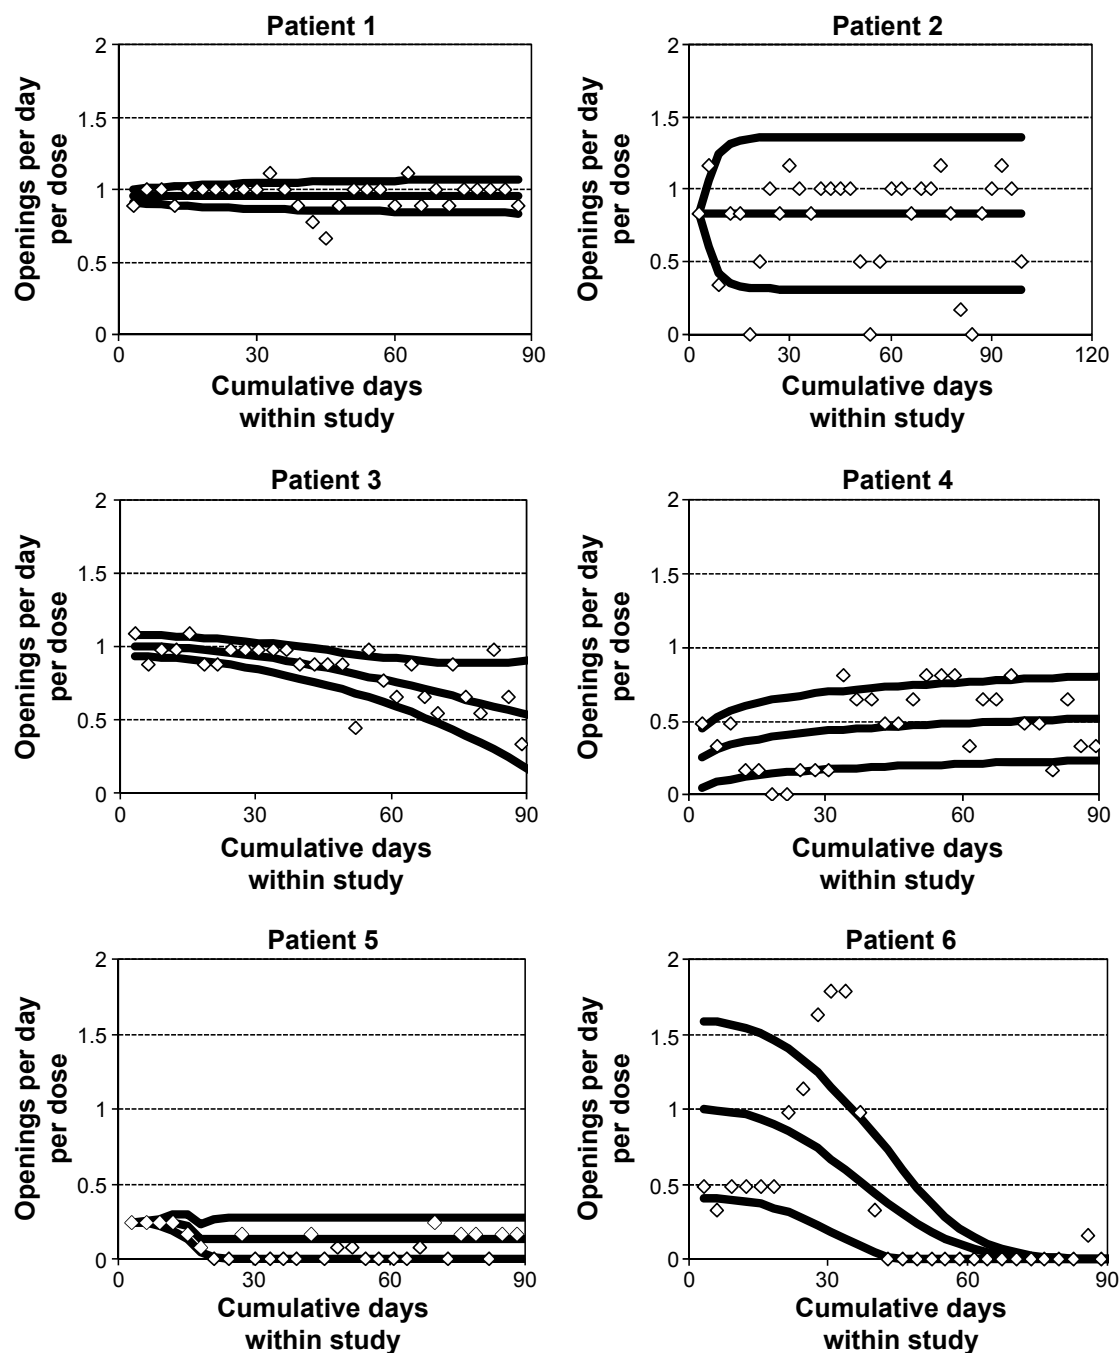 Patient 1
Openings per day
per dose
2
1.5
1
0.5
0
0
30
60
90
Cumulative days
within study
Patient 2
Openings per day
per dose
2
1.5
1
0.5
0
0
30
60
90
120
Cumulative days
within study
Patient 3
Openings per day
per dose
2
1.5
1
0.5
0
0
30
60
90
Cumulative days
within study
Patient 4
Openings per day
per dose
2
1.5
1
0.5
0
0
30
60
90
Cumulative days
within study
Patient 5
Openings per day
per dose
2
1.5
1
0.5
0
0
30
60
90
Cumulative days
within study
Patient 6
Openings per day
per dose
2
1.5
1
0.5
0
0
30
60
90
Cumulative days
within study